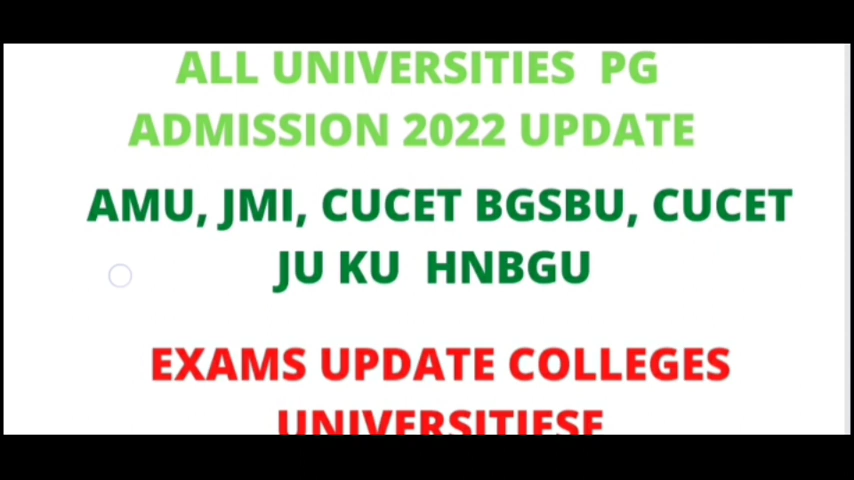 ALL UNIVERSITIES PG
ADMISSION 2022 UPDATE
AMU, JMI, CUCET BGSBU, CUCET
JU KU HNBGU
EXAMS UPDATE COLLEGES
UNIVERSITIESE